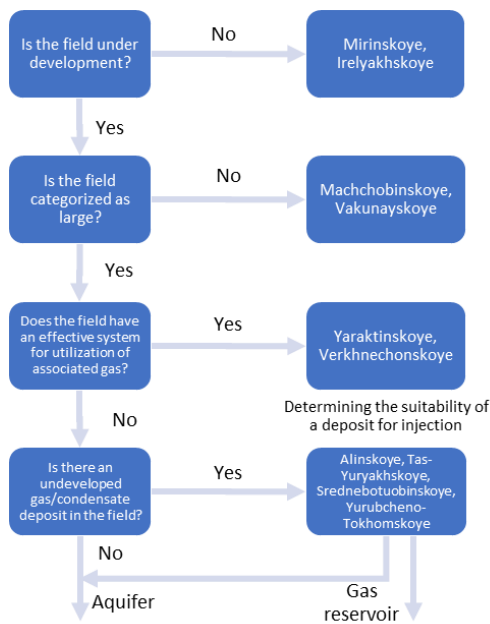 Is the field under
development?
No
Mirinskoye,
Irelyakhskoye
Yes
Is the field
categorized as
large?
No
Machchobinskoye,
Vakunayskoye
Yes
Does the field have
an effective system
for utilization of
associated gas?
Yes
Yaraktinskoye,
Verkhnechonskoye
Determining the suitability of
a deposit for injection
No
Is there an
undeveloped
gas/condensate
deposit in the field?
Yes
Alinskoye, Tas-
Yuryakhskoye,
Srednebotuobinskoye,
Yurubcheno-
Tokhomskoye
No
Aquifer
Gas
reservoir